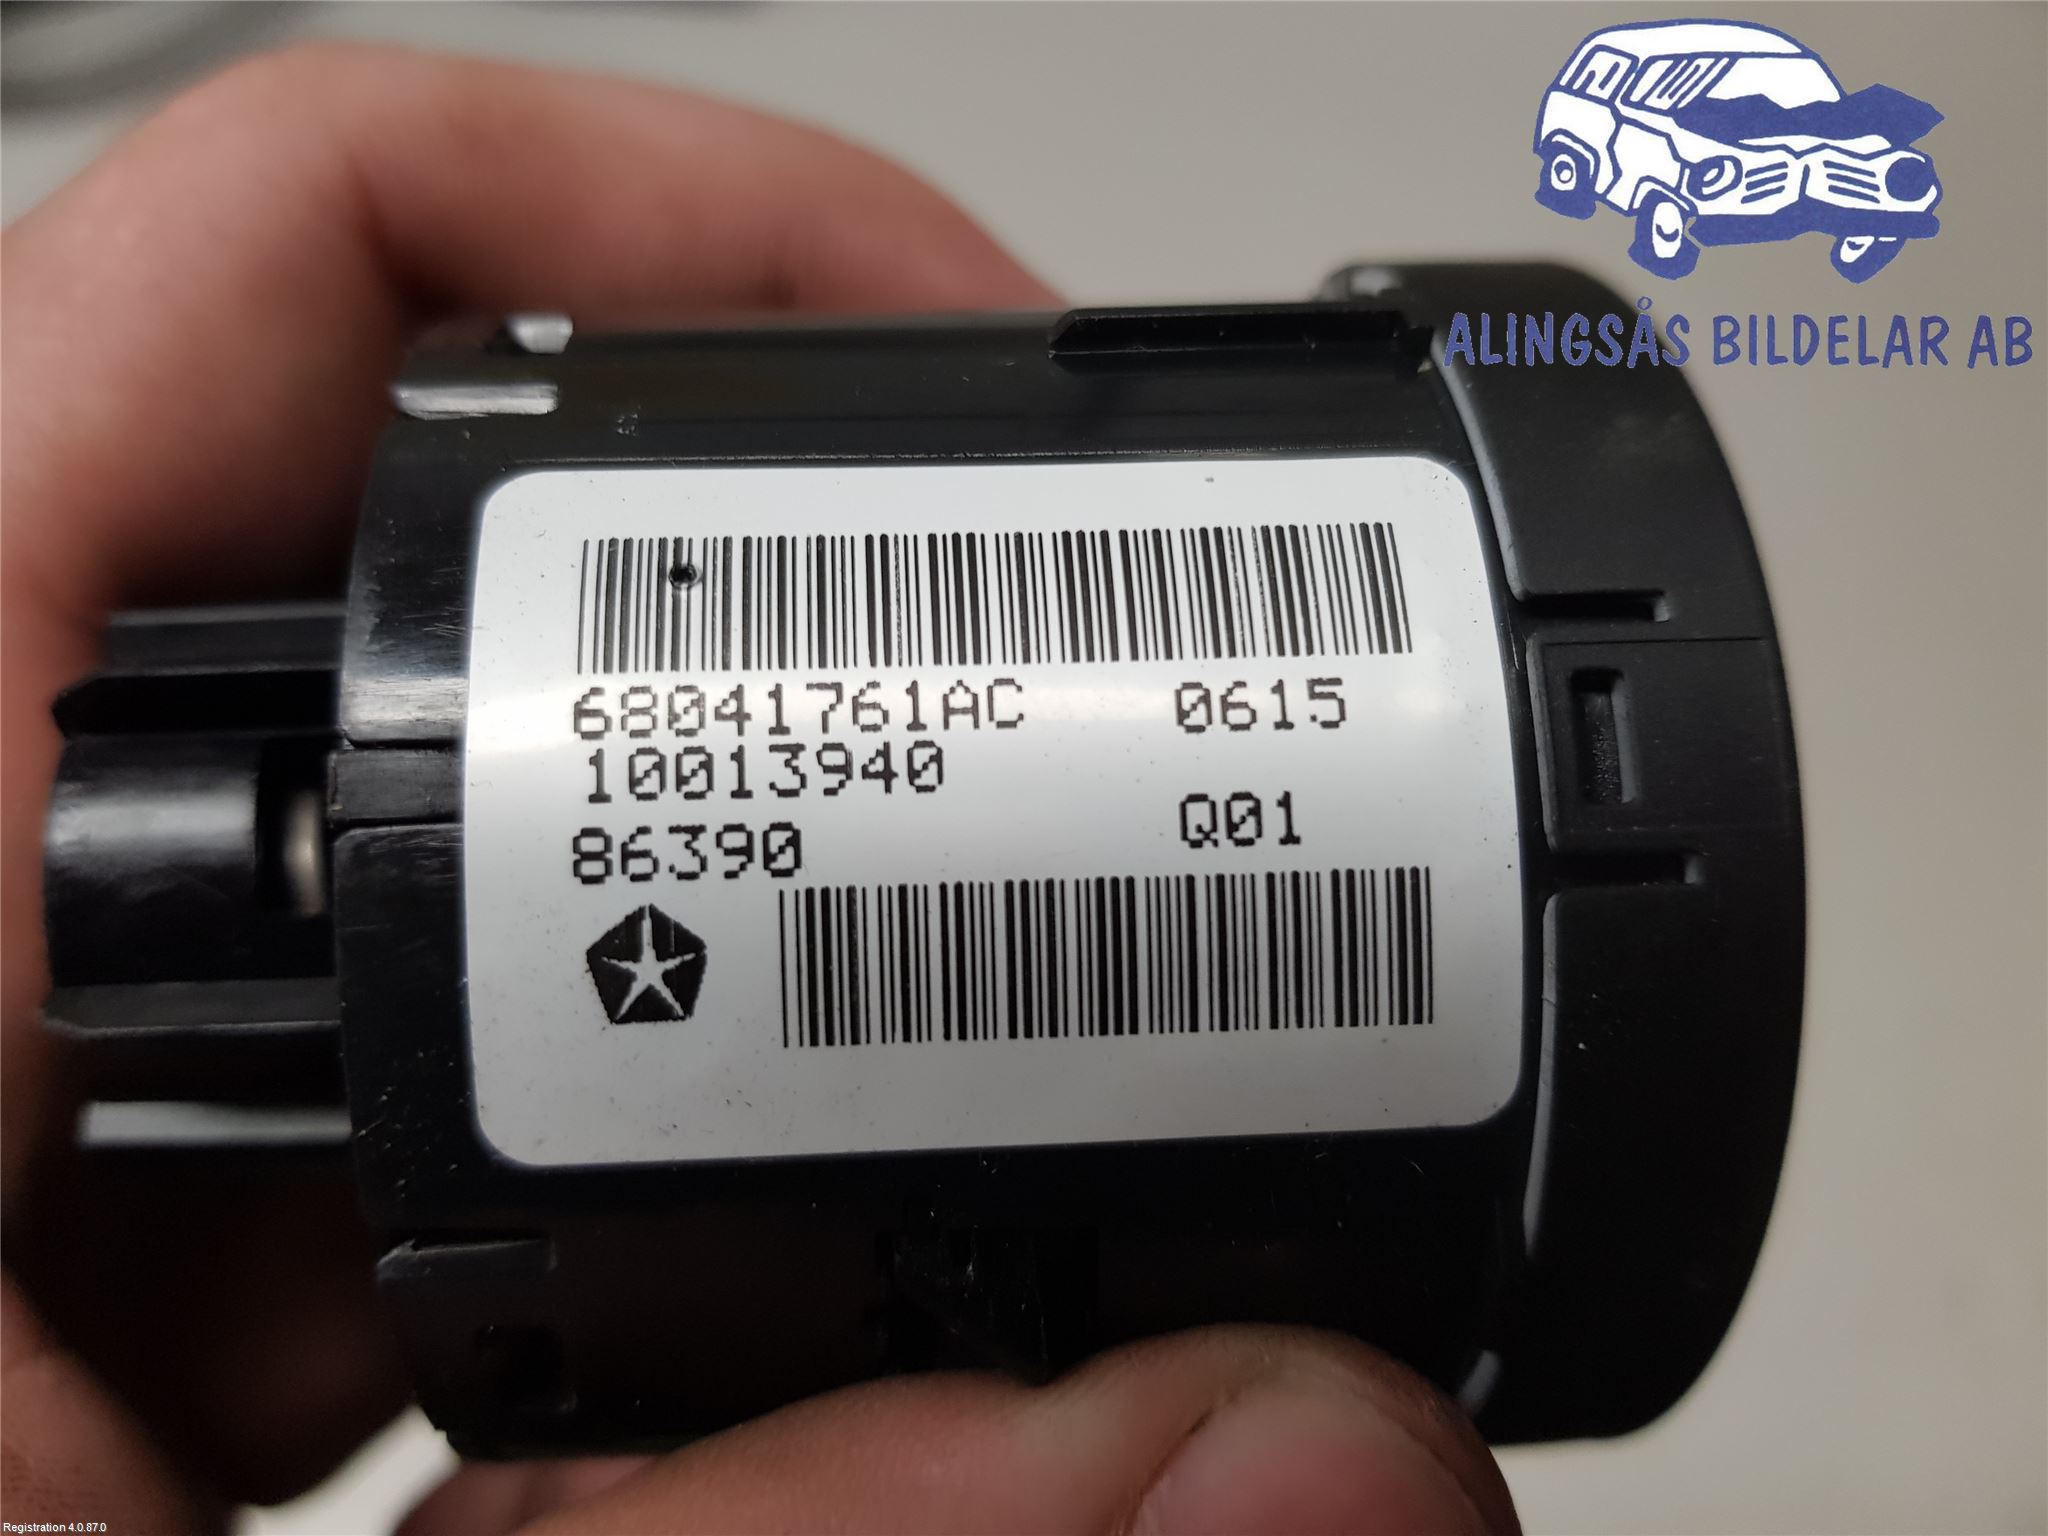 ALINGSÅS BILDELAR AB
68041761AC 0615
10013940
86390 Q01
Registration 4.0.87.0